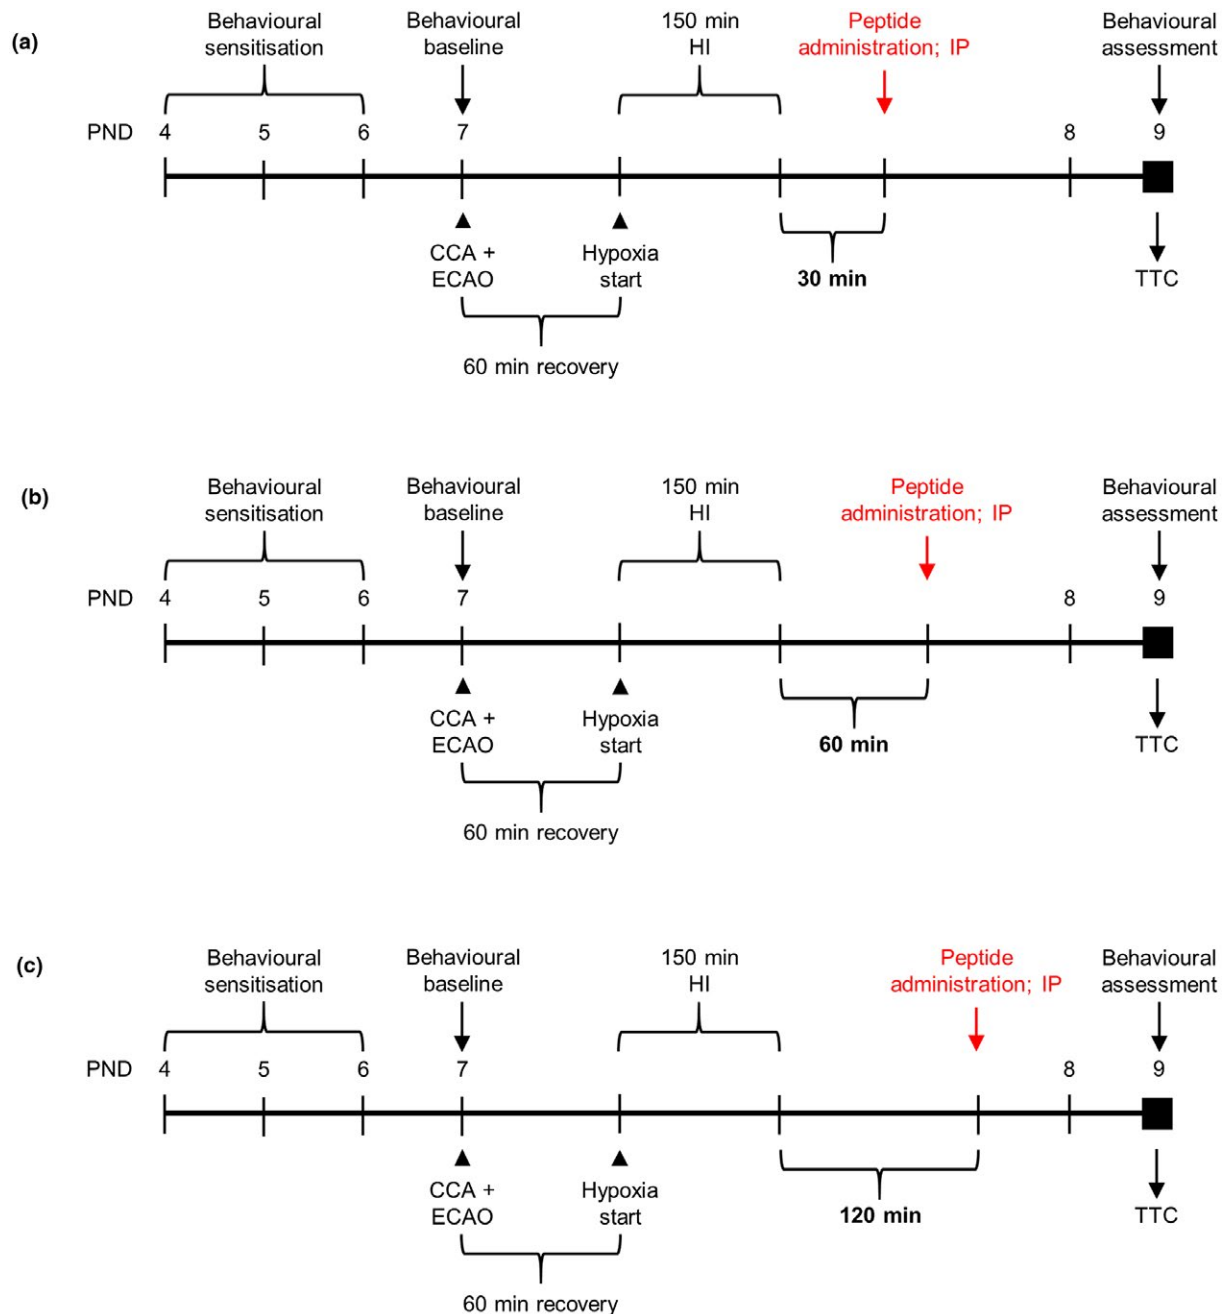 (a)
Behavioural
sensitisation
Behavioural
baseline
150 min
HI
Peptide
administration; IP
Behavioural
assessment
PND 4 5 6 7 8 9
CCA +
ECAO
Hypoxia
start
30 min
TTC
60 min recovery
(b)
Behavioural
sensitisation
Behavioural
baseline
150 min
HI
Peptide
administration; IP
Behavioural
assessment
PND 4 5 6 7 8 9
CCA +
ECAO
Hypoxia
start
60 min
TTC
60 min recovery
(c)
Behavioural
sensitisation
Behavioural
baseline
150 min
HI
Peptide
administration; IP
Behavioural
assessment
PND 4 5 6 7 8 9
CCA +
ECAO
Hypoxia
start
120 min
TTC
60 min recovery